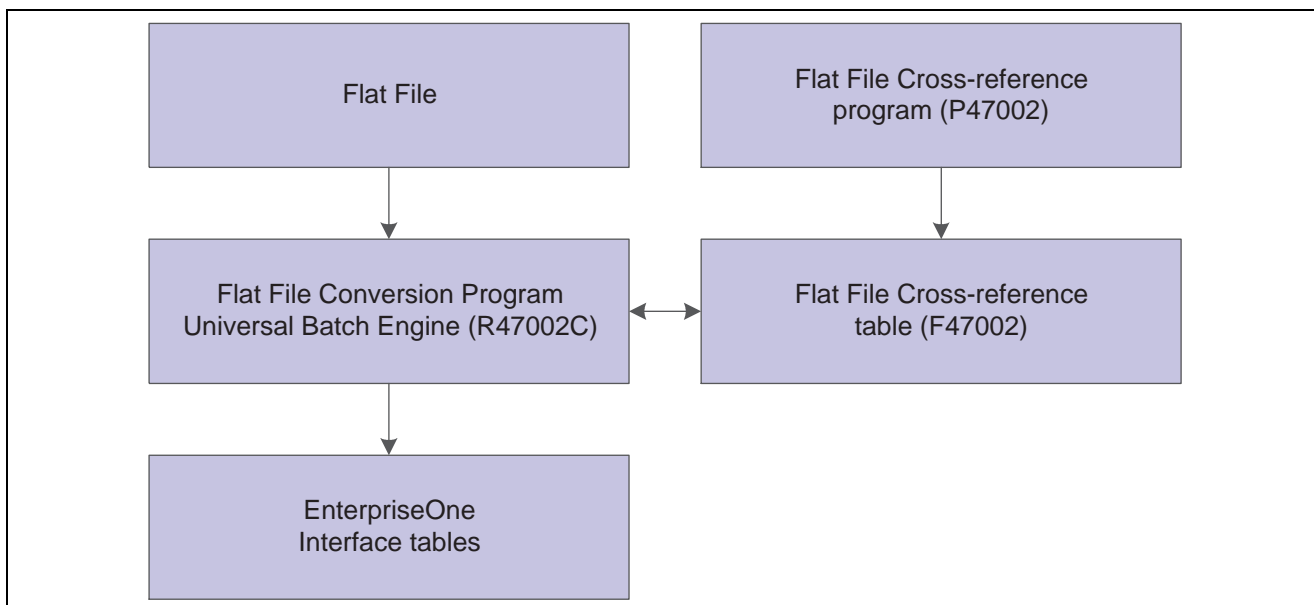 Flat File
Flat File Cross-reference
program (P47002)
Flat File Conversion Program
Universal Batch Engine (R47002C)
Flat File Cross-reference
table (F47002)
EnterpriseOne
Interface tables